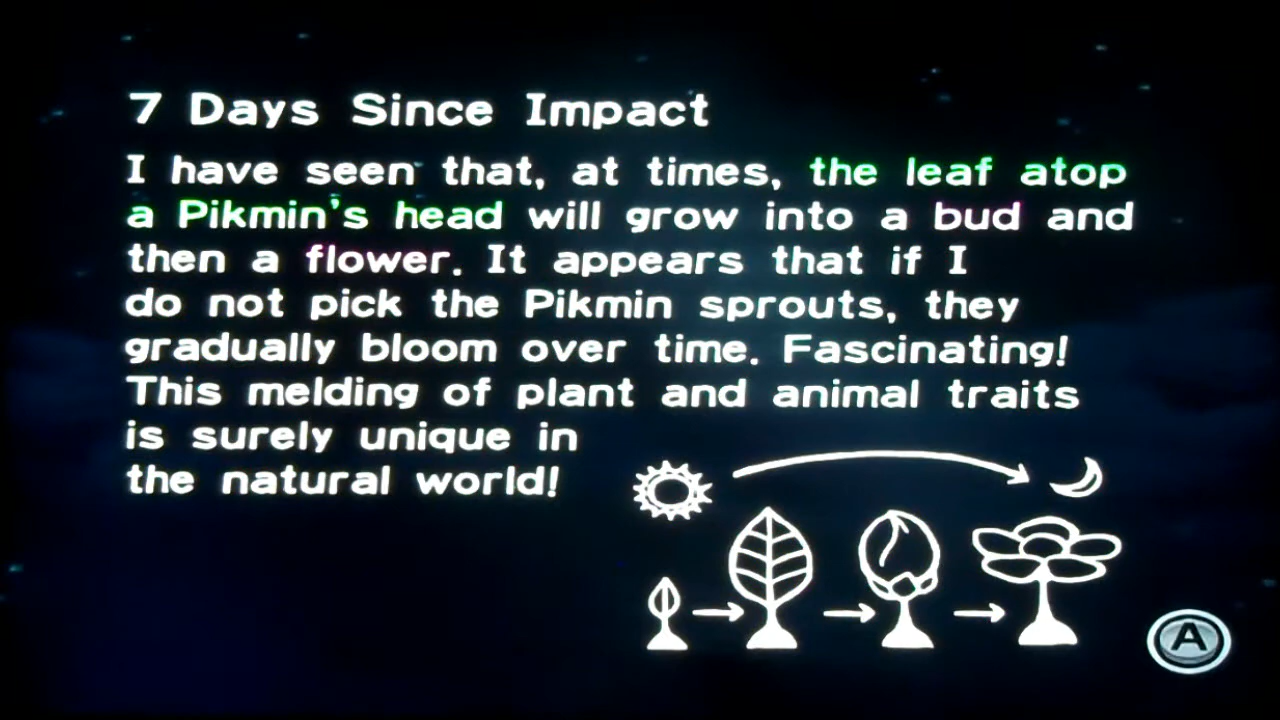 7 Days Since Impact
I have seen that, at times, the leaf atop
a Pikmin's head will grow into a bud and
then a flower. It appears that if I
do not pick the Pikmin sprouts, they
gradually bloom over time. Fascinating!
This melding of plant and animal traits
is surely unique in
the natural world!
A